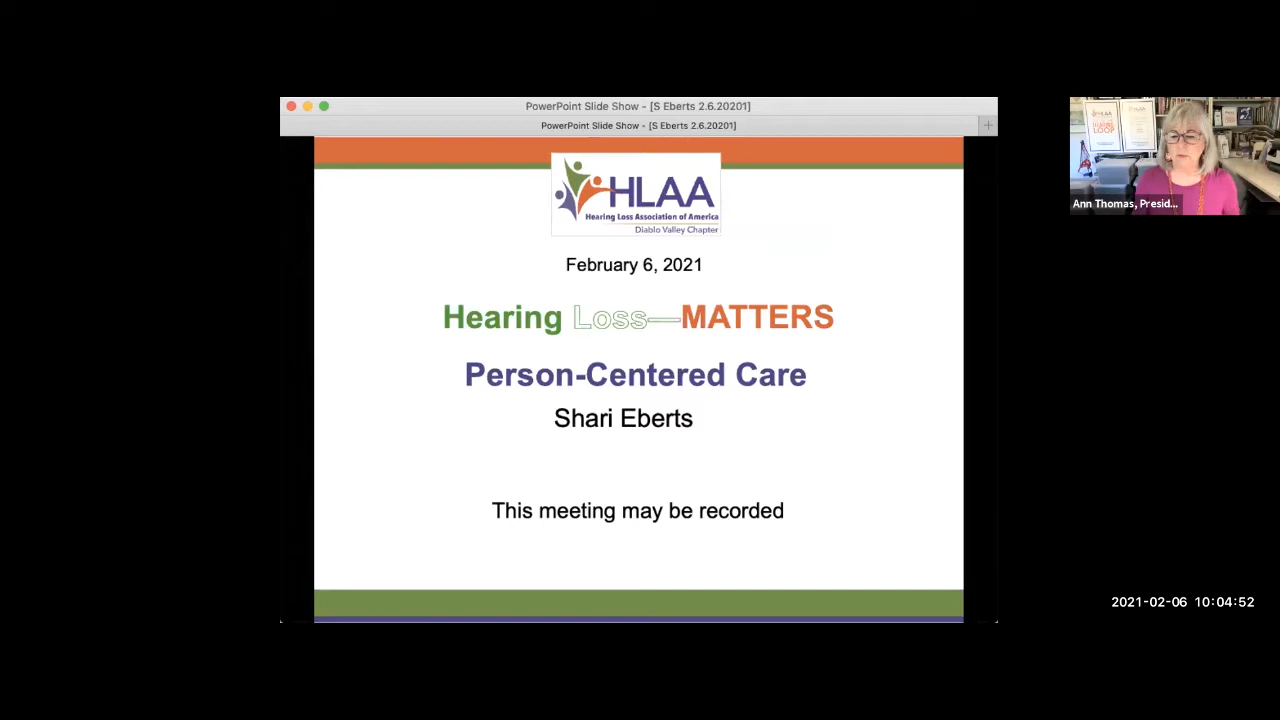 PowerPoint Slide Show - [S Eberts 2.6.20201]
PowerPoint Slide Show - [S Eberts 2.6.20201]
HLAA
Hearing Loss Association of America
Diablo Valley Chapter
February 6, 2021
Hearing Loss—MATTERS
Person-Centered Care
Shari Eberts
This meeting may be recorded
LOOP
Ann Thomas, Presid...
2021-02-06 10:04:52